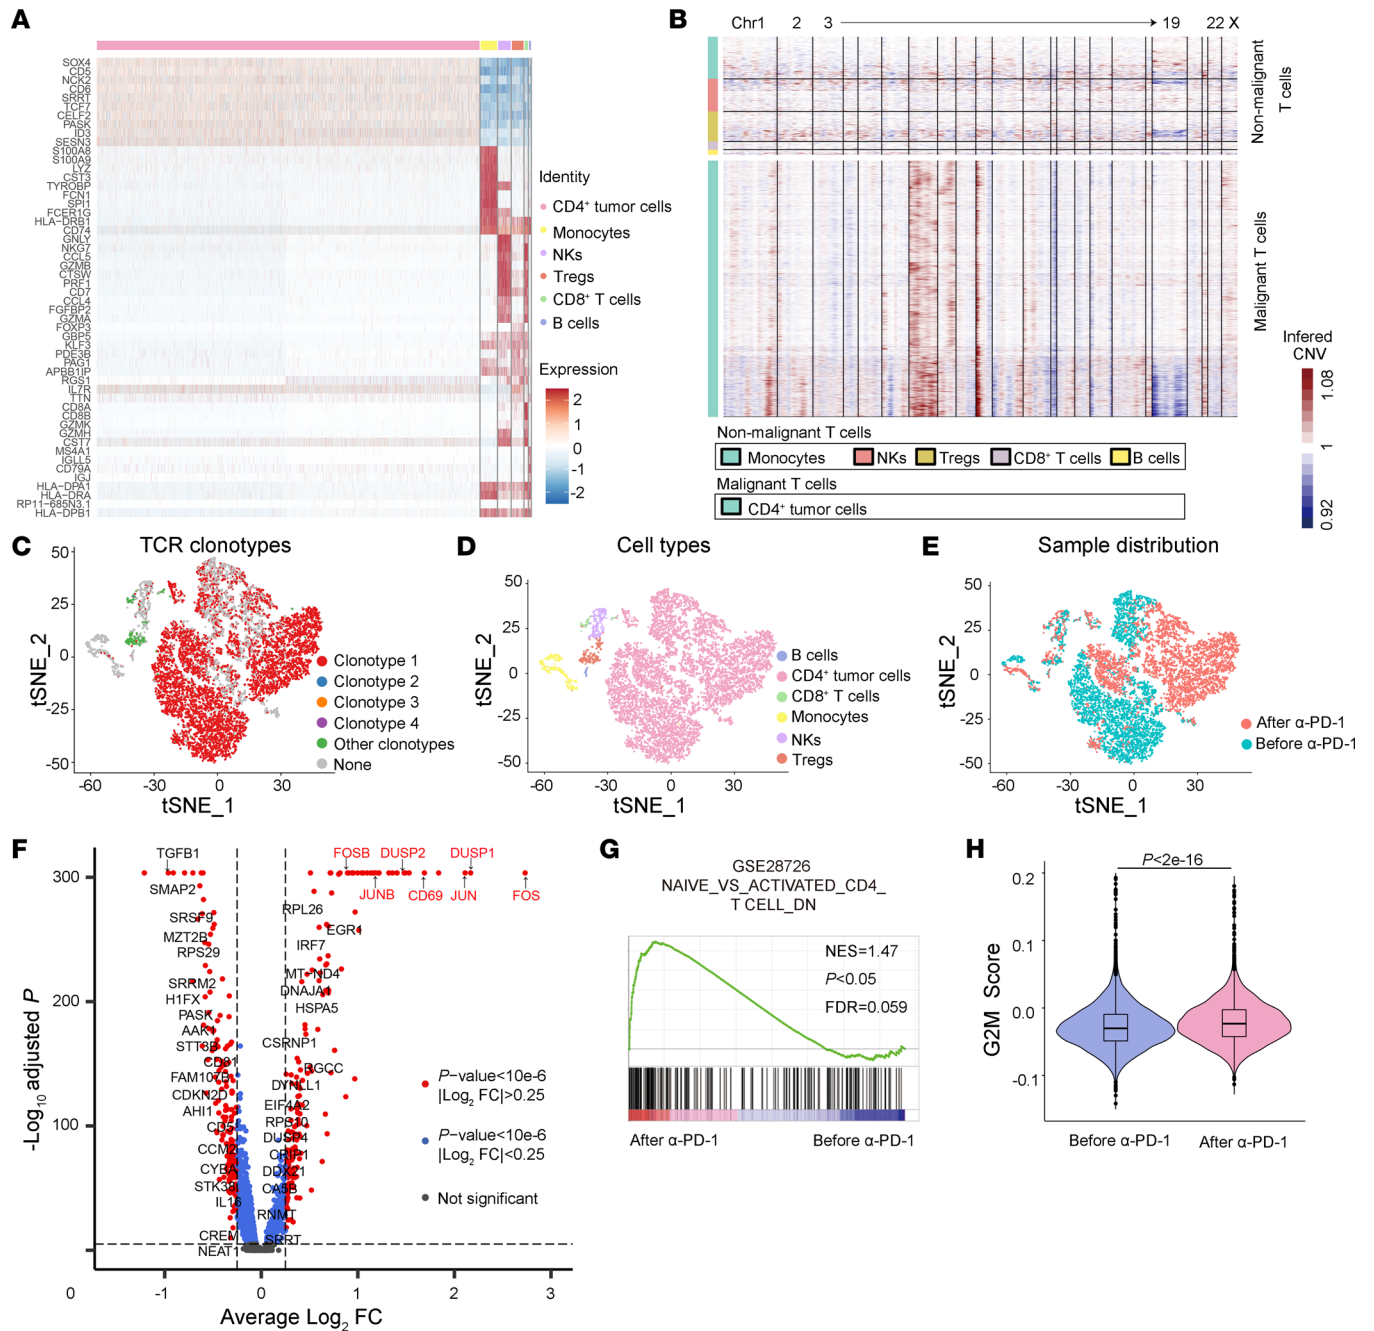 A
SOX4
CD5
NCK2
CD6
SRRT
TCF7
CELF2
PASK
ID3
SESN3
S100A8
S100A9
LYZ
CST3
TYROBP
FCN1
SPI1
FCER1G
HLA-DRB1
CD74
GNLY
NKG7
CCL5
GZMB
CTSW
PRF1
CD7
CCL4
FGFBP2
GZMA
FOXP3
GBP5
KLF3
PDE3B
PAG1
APBB1IP
RGS1
IL7R
TTN
CD8A
CD8B
GZMK
GZMH
CST7
MS4A1
IGLL5
CD79A
IGJ
HLA-DPA1
HLA-DRA
RP11-685N3.1
HLA-DPB1
Identity
CD4+ tumor cells
Monocytes
NKs
Tregs
CD8+ T cells
B cells
Expression
2
1
0
-1
-2
B
Chr1 2 3 19 22 X
Non-malignant
T cells
Malignant T cells
Infered
CNV
1.08
1
0.92
Non-malignant T cells
Monocytes NKs Tregs CD8+ T cells B cells
Malignant T cells
CD4+ tumor cells
C
TCR clonotypes
50
25
0
-25
-50
tSNE_2
-60 -30 0 30
tSNE_1
Clonotype 1
Clonotype 2
Clonotype 3
Clonotype 4
Other clonotypes
None
D
Cell types
50
25
0
-25
-50
tSNE_2
-60 -30 0 30
tSNE_1
B cells
CD4+ tumor cells
CD8+ T cells
Monocytes
NKs
Tregs
E
Sample distribution
50
25
0
-25
-50
tSNE_2
-60 -30 0 30
tSNE_1
After α-PD-1
Before α-PD-1
F
-Log10 adjusted P
300
200
100
0 -1 0 1 2 3
Average Log2 FC
TGFB1
FOSB DUSP2 DUSP1
JUNB CD69 JUN FOS
SMAP2
SRSF9
MZT2B
RPS29
SRRM2
H1FX
PASK
AAK1
STT3B
CD81
FAM107B
CDKN2D
AHI1
CD5
CCM2
CYBA
STK38
IL16
CREM
NEAT1
RPL26
EGR1
IRF7
MT-ND4
DNAJA1
HSPA5
CSRNP1
RGCC
DYNLL1
EIF4A2
RPS10
DUSP4
CRIP1
DDX21
CA5B
RNMT
SRRT
P-value<10e-6
|Log2 FC|>0.25
P-value<10e-6
|Log2 FC|<0.25
Not significant
G
GSE28726
NAIVE_VS_ACTIVATED_CD4_
T CELL_DN
NES=1.47
P<0.05
FDR=0.059
After α-PD-1 Before α-PD-1
H
P<2e-16
G2M Score
0.2
0.1
0.0
-0.1
Before α-PD-1 After α-PD-1